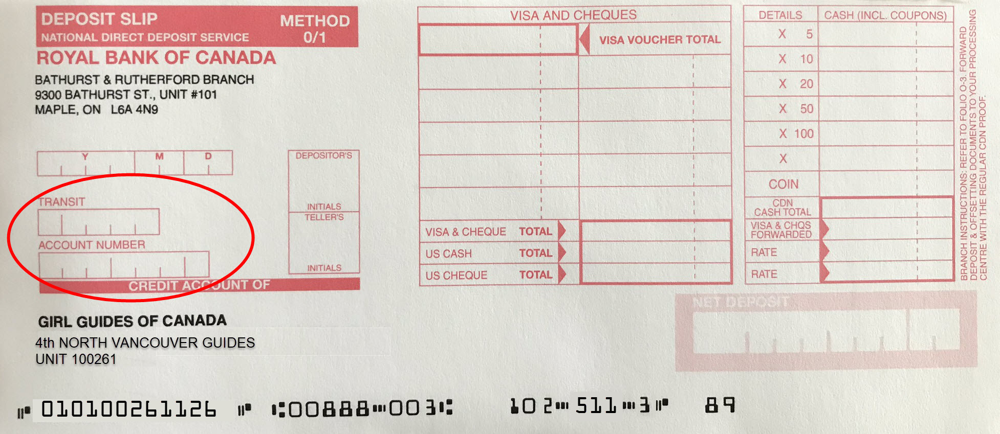 DEPOSIT SLIP
NATIONAL DIRECT DEPOSIT SERVICE
METHOD
0/1
ROYAL BANK OF CANADA
BATHURST & RUTHERFORD BRANCH
9300 BATHURST ST., UNIT #101
MAPLE, ON L6A 4N9
Y M D
TRANSIT
ACCOUNT NUMBER
DEPOSITOR'S
INITIALS
TELLER'S
INITIALS
CREDIT ACCOUNT OF
GIRL GUIDES OF CANADA
4th NORTH VANCOUVER GUIDES
UNIT 100261
VISA AND CHEQUES
VISA VOUCHER TOTAL
VISA & CHEQUE TOTAL
US CASH TOTAL
US CHEQUE TOTAL
DETAILS CASH (INCL. COUPONS)
X 5
X 10
X 20
X 50
X 100
X
COIN
CDN
CASH TOTAL
VISA & CHQS
FORWARDED
RATE
RATE
BRANCH INSTRUCTIONS: REFER TO FOLIO O-3. FORWARD
DEPOSIT & OFFSETTING DOCUMENTS TO YOUR PROCESSING
CENTRE WITH THE REGULAR CDN PROOF.
NET DEPOSIT
⑈010100261126⑈ ⑆00888⑉003⑆ 102⑉511⑉3⑈ 89